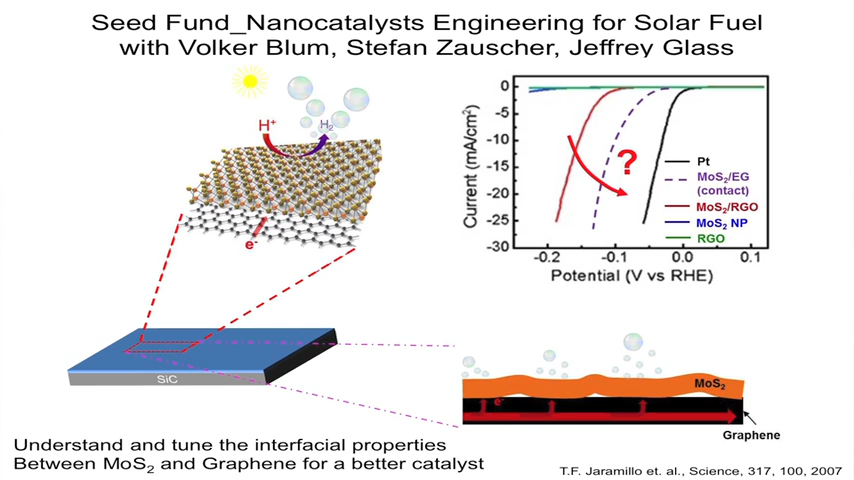 Seed Fund_Nanocatalysts Engineering for Solar Fuel
with Volker Blum, Stefan Zauscher, Jeffrey Glass
H+
H2
e-
SiC
Current (mA/cm2)
0
-5
-10
-15
-20
-25
-30
?
Pt
MoS2/EG
(contact)
MoS2/RGO
MoS2 NP
RGO
-0.2
-0.1
0.0
0.1
Potential (V vs RHE)
MoS2
e-
Graphene
Understand and tune the interfacial properties
Between MoS2 and Graphene for a better catalyst
T.F. Jaramillo et. al., Science, 317, 100, 2007